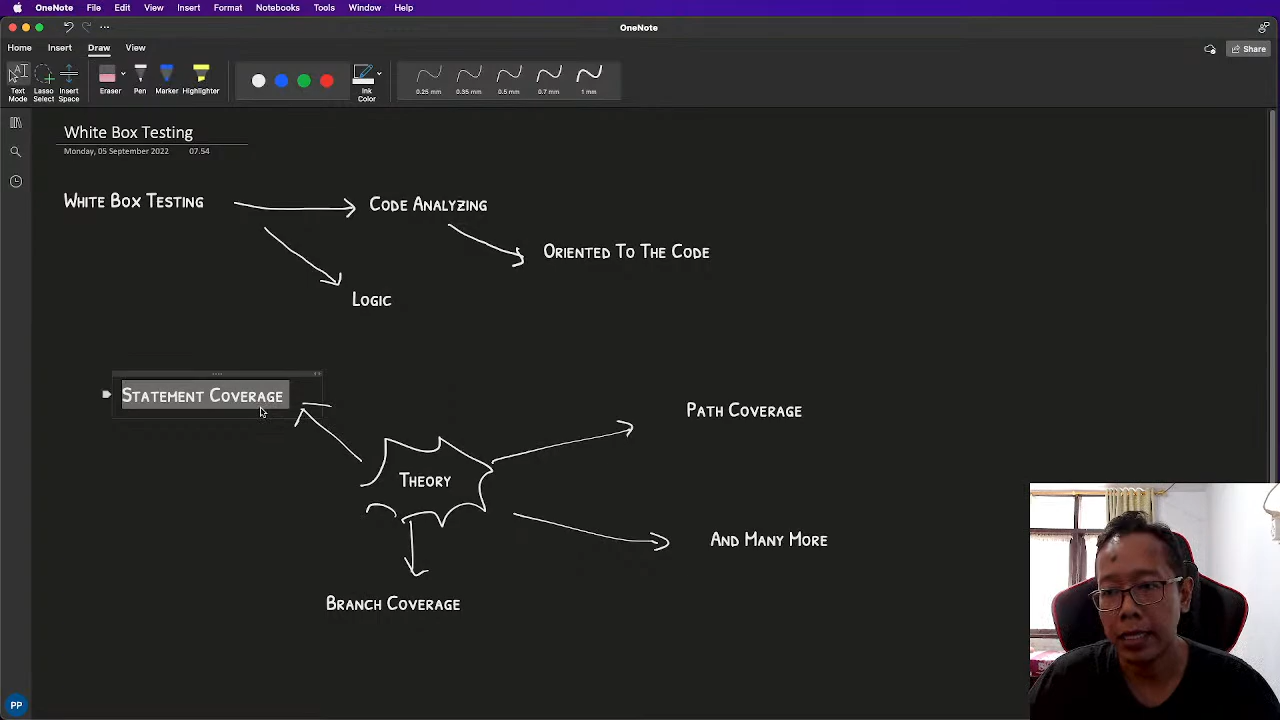 OneNote File Edit View Insert Format Notebooks Tools Window Help
OneNote
Home Insert Draw View
Share
Text Mode
Lasso Select
Insert Space
Eraser
Pen
Marker
Highlighter
Ink Color
0.25 mm
0.35 mm
0.5 mm
0.7 mm
1 mm
White Box Testing
Monday, 05 September 2022 07.54
White Box Testing
Code Analyzing
Oriented To The Code
Logic
Statement Coverage
Path Coverage
Theory
And Many More
Branch Coverage
PP